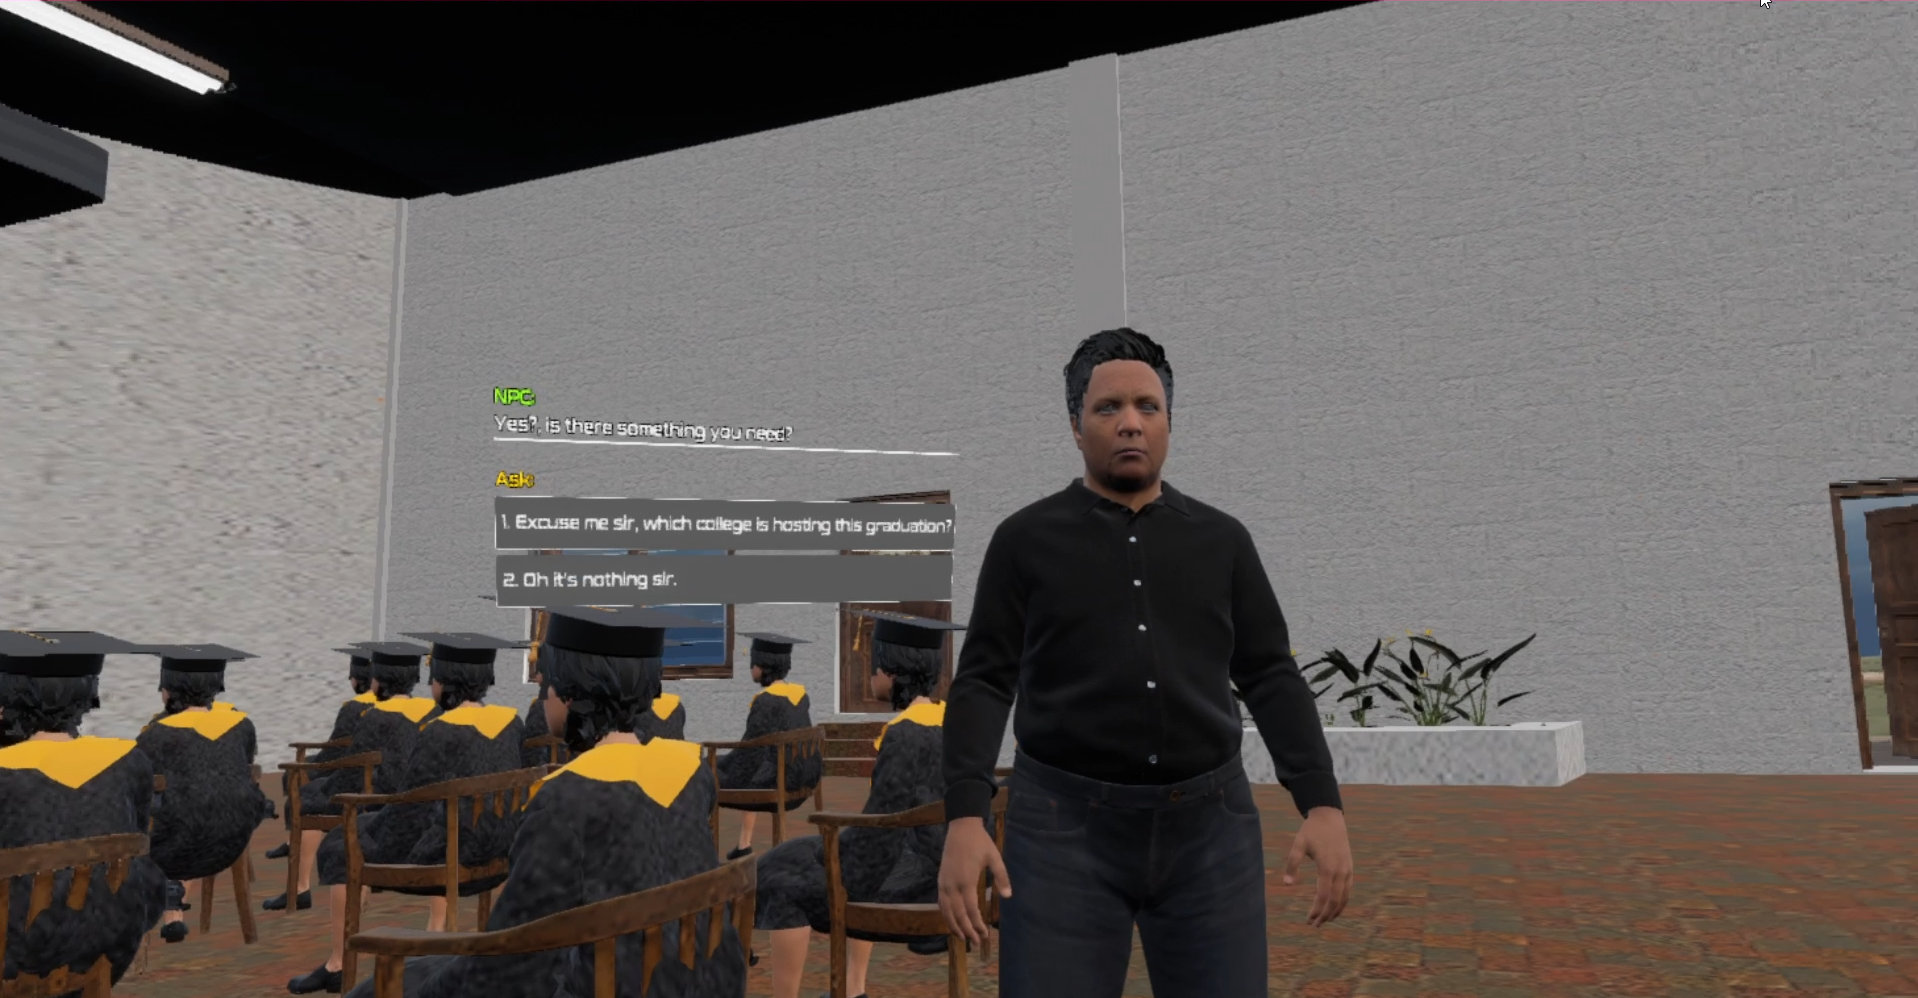 NPC:
Yes?, is there something you need?
Ask:
1. Excuse me sir, which college is hosting this graduation?
2. Oh it's nothing sir.